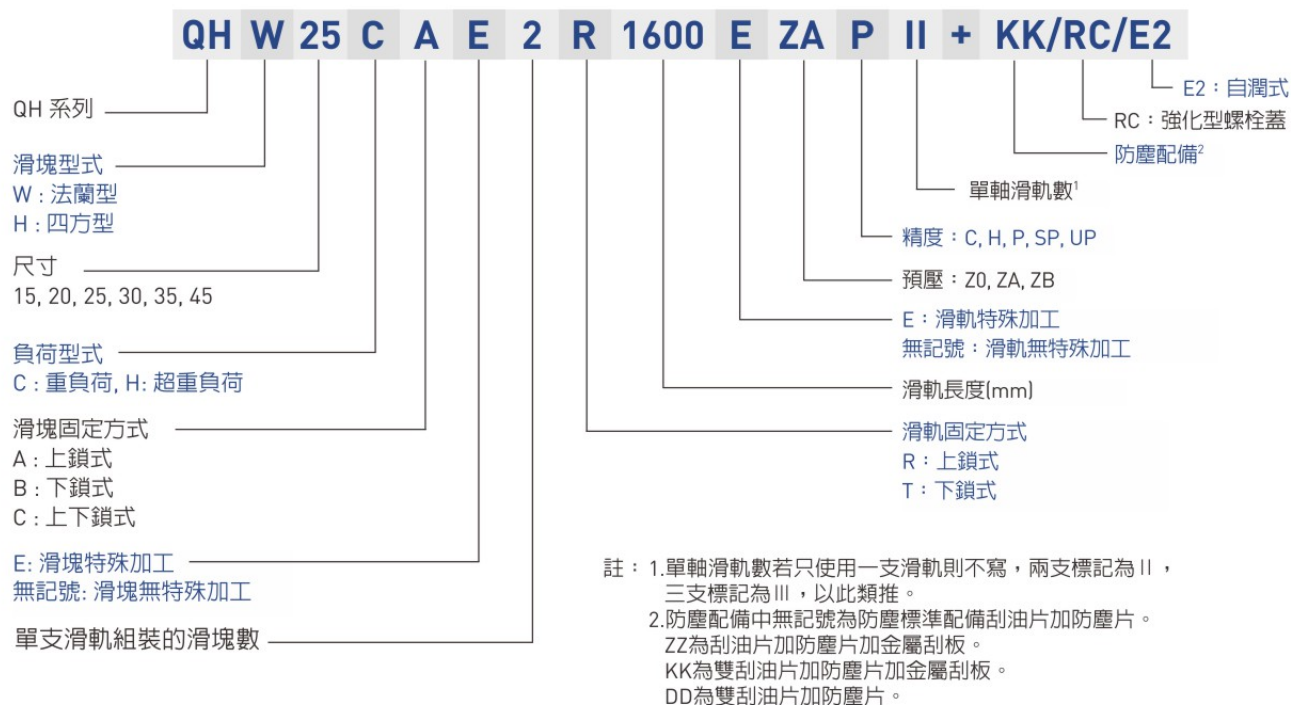 QH W 25 C A E 2 R 1600 E ZA P II + KK/RC/E2
QH 系列
滑塊型式
W : 法蘭型
H : 四方型
尺寸
15, 20, 25, 30, 35, 45
負荷型式
C : 重負荷, H: 超重負荷
滑塊固定方式
A : 上鎖式
B : 下鎖式
C : 上下鎖式
E: 滑塊特殊加工
無記號: 滑塊無特殊加工
單支滑軌組裝的滑塊數
E2：自潤式
RC：強化型螺栓蓋
防塵配備²
單軸滑軌數¹
精度：C, H, P, SP, UP
預壓：Z0, ZA, ZB
E：滑軌特殊加工
無記號：滑軌無特殊加工
滑軌長度(mm)
滑軌固定方式
R：上鎖式
T：下鎖式
註：1.單軸滑軌數若只使用一支滑軌則不寫，兩支標記為II，
三支標記為III，以此類推。
2.防塵配備中無記號為防塵標準配備刮油片加防塵片。
ZZ為刮油片加防塵片加金屬刮板。
KK為雙刮油片加防塵片加金屬刮板。
DD為雙刮油片加防塵片。